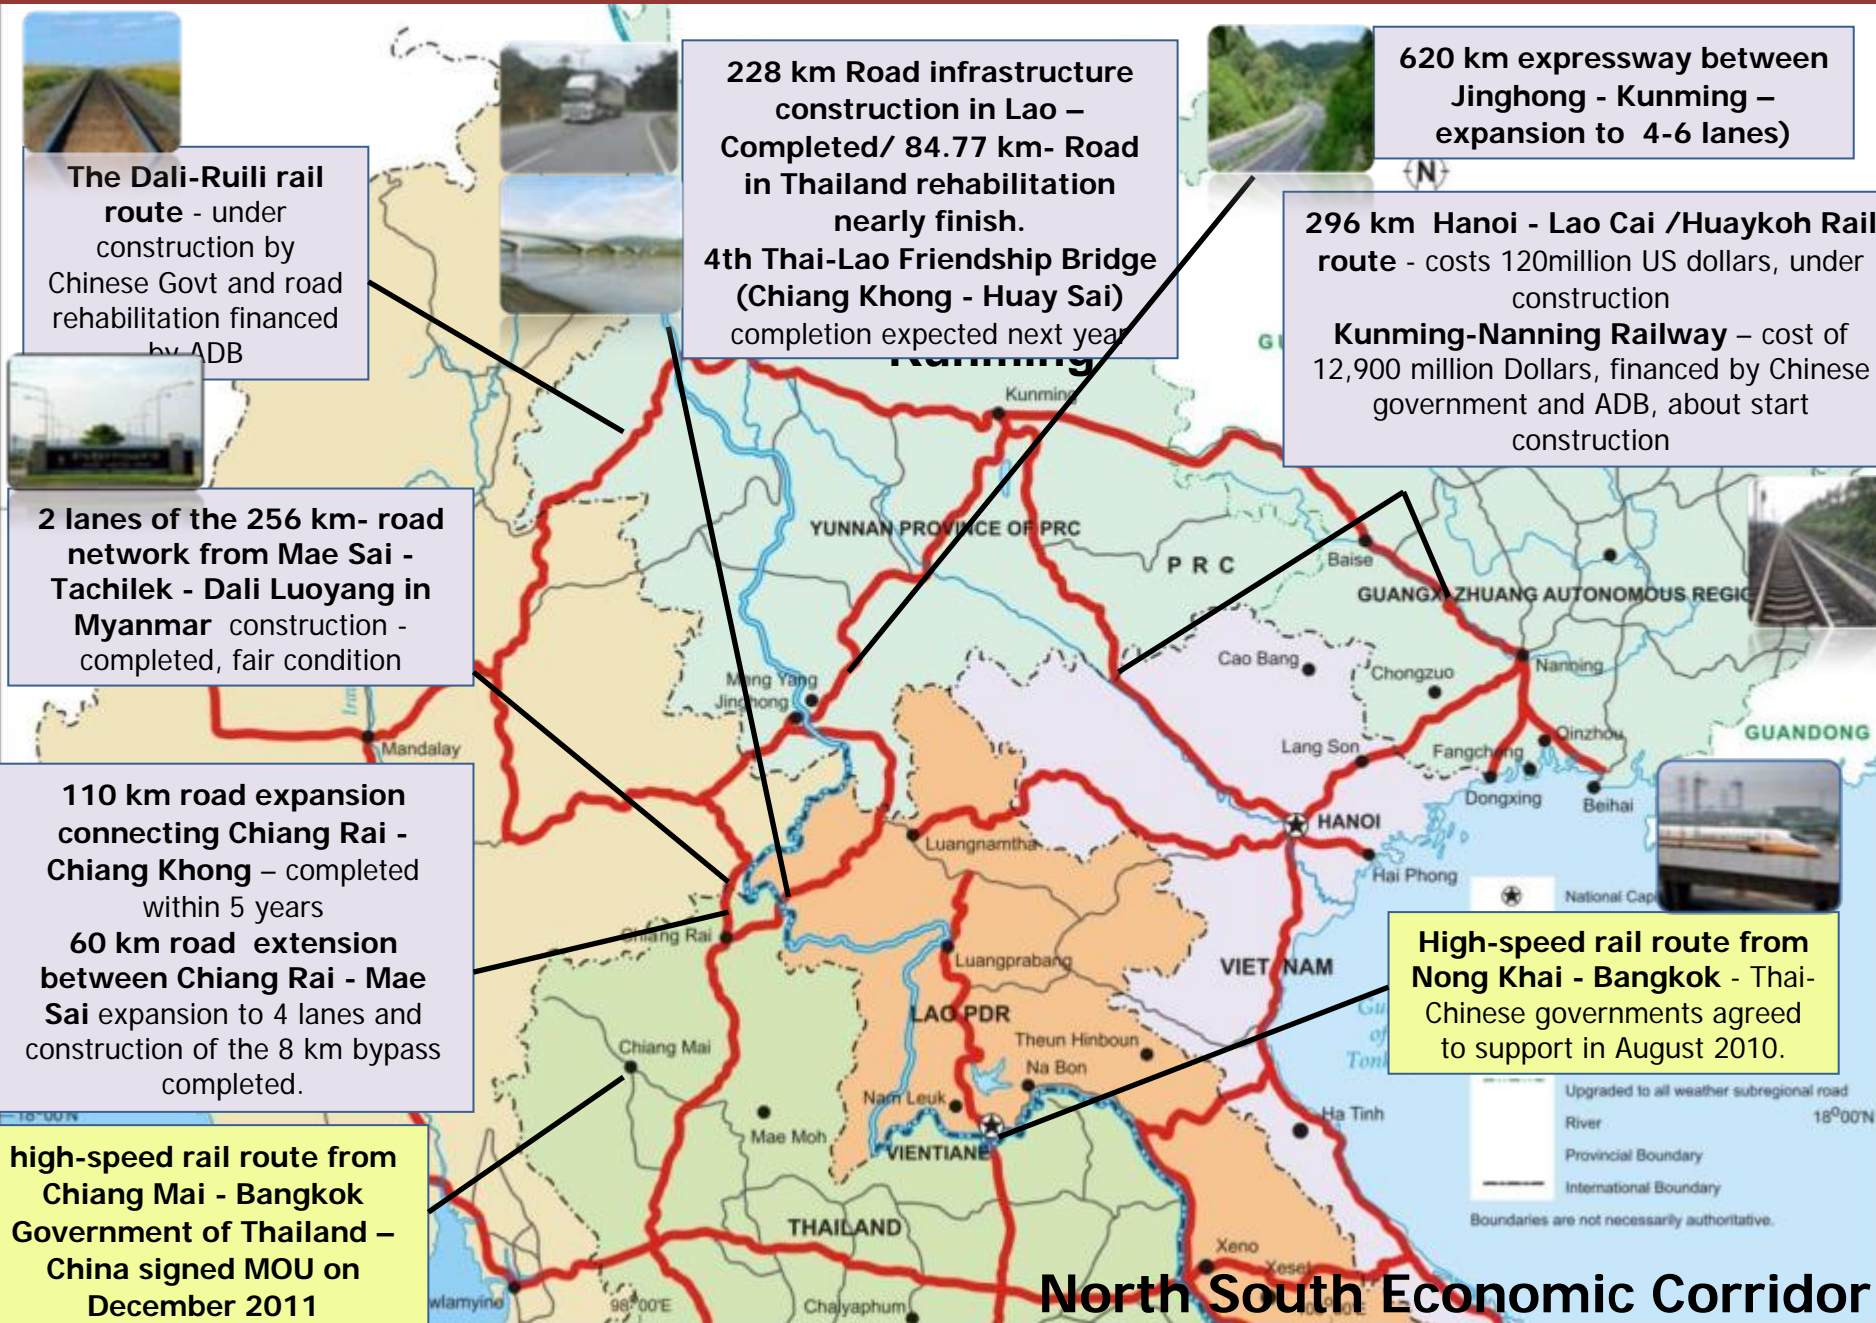 The Dali-Ruili rail
route - under
construction by
Chinese Govt and road
rehabilitation financed
by ADB
228 km Road infrastructure
construction in Lao –
Completed/ 84.77 km- Road
in Thailand rehabilitation
nearly finish.
4th Thai-Lao Friendship Bridge
(Chiang Khong - Huay Sai)
completion expected next year
620 km expressway between
Jinghong - Kunming –
expansion to 4-6 lanes)
N
296 km Hanoi - Lao Cai /Huaykoh Rail
route - costs 120million US dollars, under
construction
Kunming-Nanning Railway – cost of
12,900 million Dollars, financed by Chinese
government and ADB, about start
construction
Kunming
Kunming
2 lanes of the 256 km- road
network from Mae Sai -
Tachilek - Dali Luoyang in
Myanmar construction -
completed, fair condition
YUNNAN PROVINCE OF PRC
P R C
Baise
GUANGXI ZHUANG AUTONOMOUS REGIO
Cao Bang
Chongzuo
Nanning
Meng Yang
Jinghong
Mandalay
Lang Son
Fangcheng
Qinzhou
GUANDONG
Dongxing
Beihai
110 km road expansion
connecting Chiang Rai -
Chiang Khong – completed
within 5 years
60 km road extension
between Chiang Rai - Mae
Sai expansion to 4 lanes and
construction of the 8 km bypass
completed.
HANOI
Luangnamtha
Hai Phong
National Capi
Chiang Rai
Luangprabang
VIET NAM
High-speed rail route from
Nong Khai - Bangkok - Thai-
Chinese governments agreed
to support in August 2010.
LAO PDR
Gu
of
Tonk
Chiang Mai
Theun Hinboun
Na Bon
Nam Leuk
Mae Moh
VIENTIANE
Ha Tinh
18°00'N
Upgraded to all weather subregional road
River
18°00'N
Provincial Boundary
International Boundary
Boundaries are not necessarily authoritative.
high-speed rail route from
Chiang Mai - Bangkok
Government of Thailand –
China signed MOU on
December 2011
THAILAND
Xeno
Xeset
wlamyine
98°00'E
Chaiyaphum
North South Economic Corridor